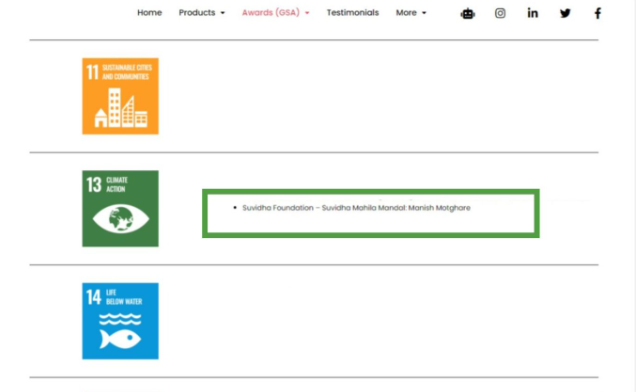 Home Products Awards (GSA) Testimonials More
11 SUSTAINABLE CITIES
AND COMMUNITIES
13 CLIMATE
ACTION
• Suvidha Foundation – Suvidha Mahila Mandal: Manish Motghare
14 LIFE
BELOW WATER